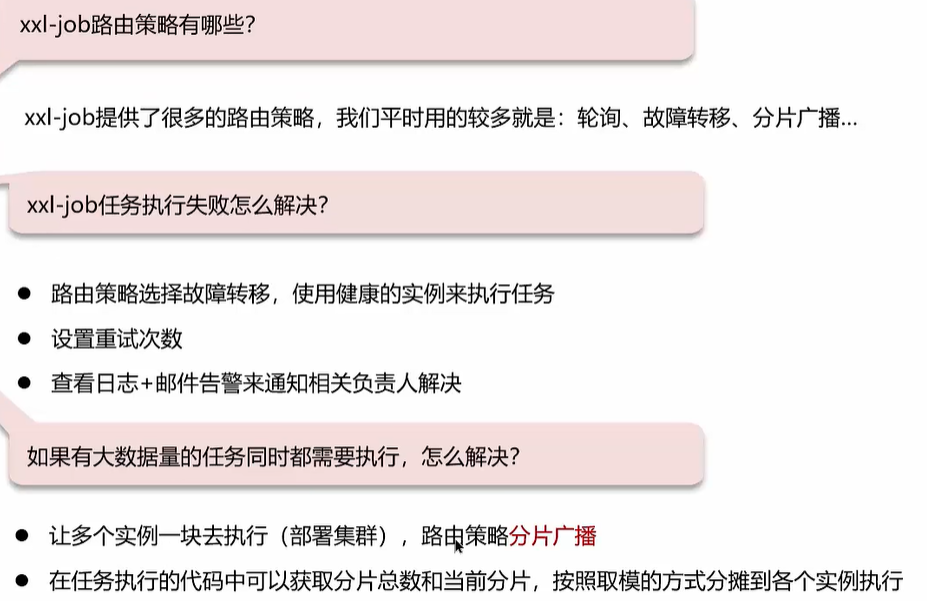 xxl-job路由策略有哪些？
xxl-job提供了很多的路由策略，我们平时用的较多就是：轮询、故障转移、分片广播…
xxl-job任务执行失败怎么解决？
● 路由策略选择故障转移，使用健康的实例来执行任务
● 设置重试次数
● 查看日志+邮件告警来通知相关负责人解决
如果有大数据量的任务同时都需要执行，怎么解决？
● 让多个实例一块去执行（部署集群），路由策略分片广播
● 在任务执行的代码中可以获取分片总数和当前分片，按照取模的方式分摊到各个实例执行